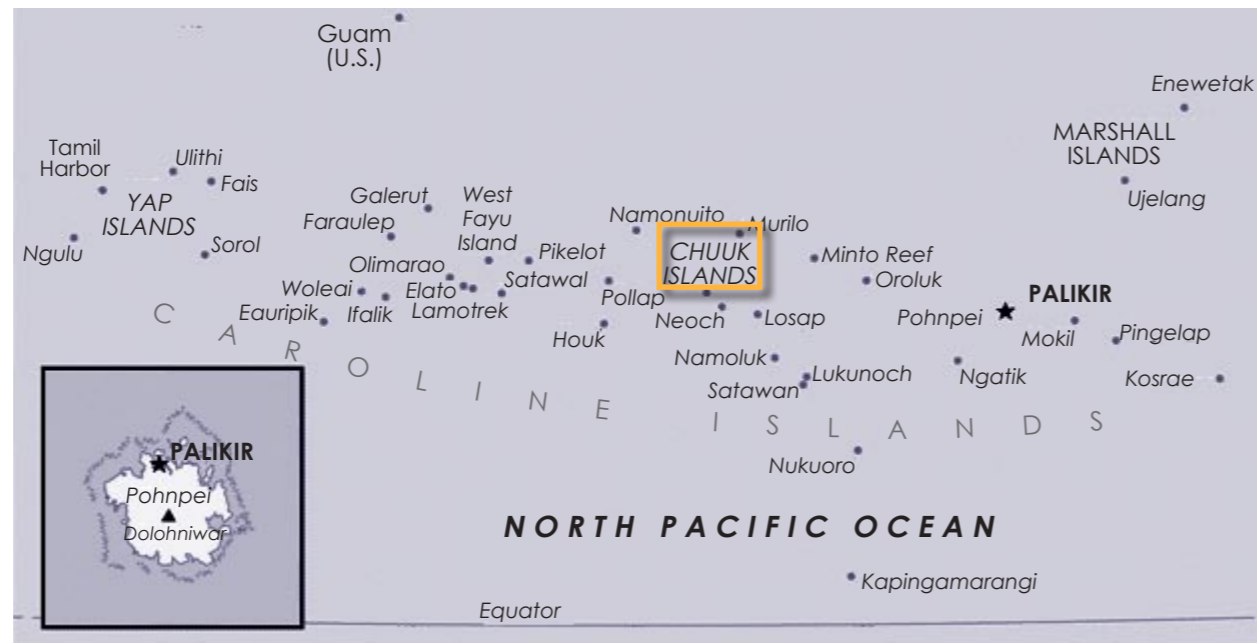 Guam
(U.S.)
Enewetak
MARSHALL
ISLANDS
Ujelang
Tamil
Harbor
Ulithi
Fais
YAP
ISLANDS
Ngulu
Sorol
Galerut
Faraulep
West
Fayu
Island
Pikelot
Olimarao
Woleai
Elato
Satawal
Eauripik
Ifalik
Lamotrek
Namonuito
Murilo
CHUUK
ISLANDS
Minto Reef
Oroluk
Pollap
Neoch
Losap
Houk
Namoluk
Lukunoch
Satawan
Pohnpei
PALIKIR
Mokil
Pingelap
Ngatik
Kosrae
CAROLINE ISLANDS
Nukuoro
PALIKIR
Pohnpei
Dolohniwar
NORTH PACIFIC OCEAN
Kapingamarangi
Equator